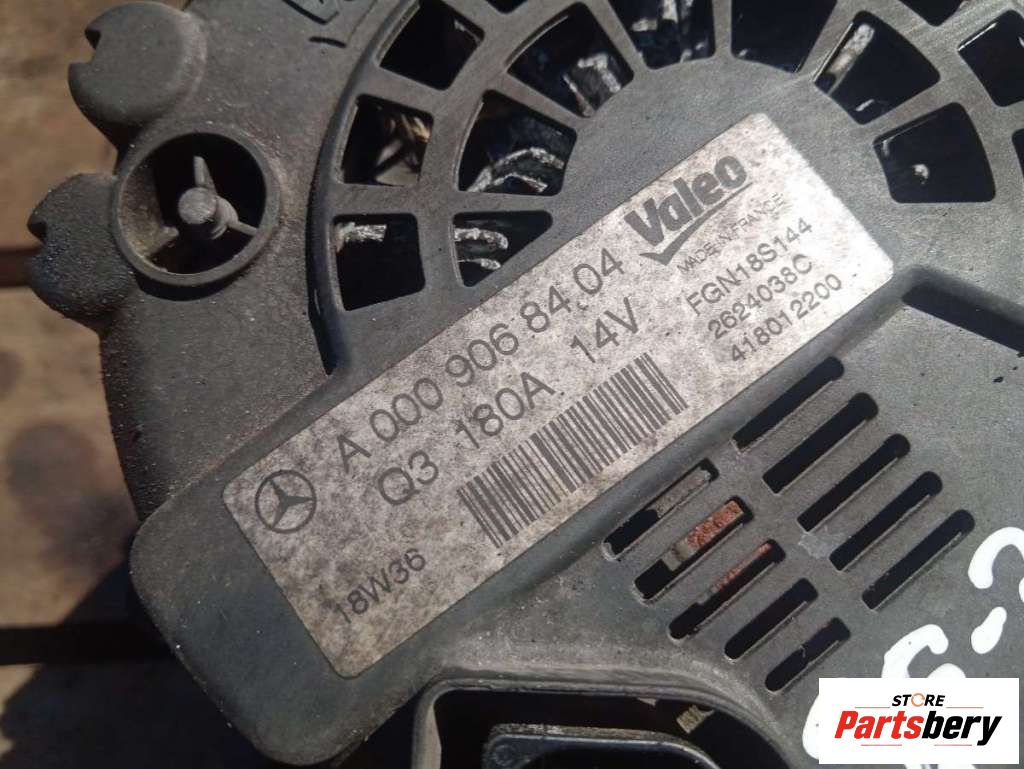 Valeo
MADE IN FRANCE
A 000 906 84 04
FGN18S144
Q3 180A 14V
2624038C
418012200
18W36
STORE
Partsbery